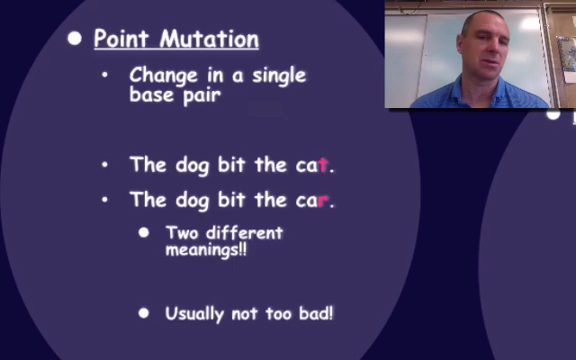 Point Mutation
Change in a single
base pair
The dog bit the cat.
The dog bit the car.
Two different
meanings!!
Usually not too bad!